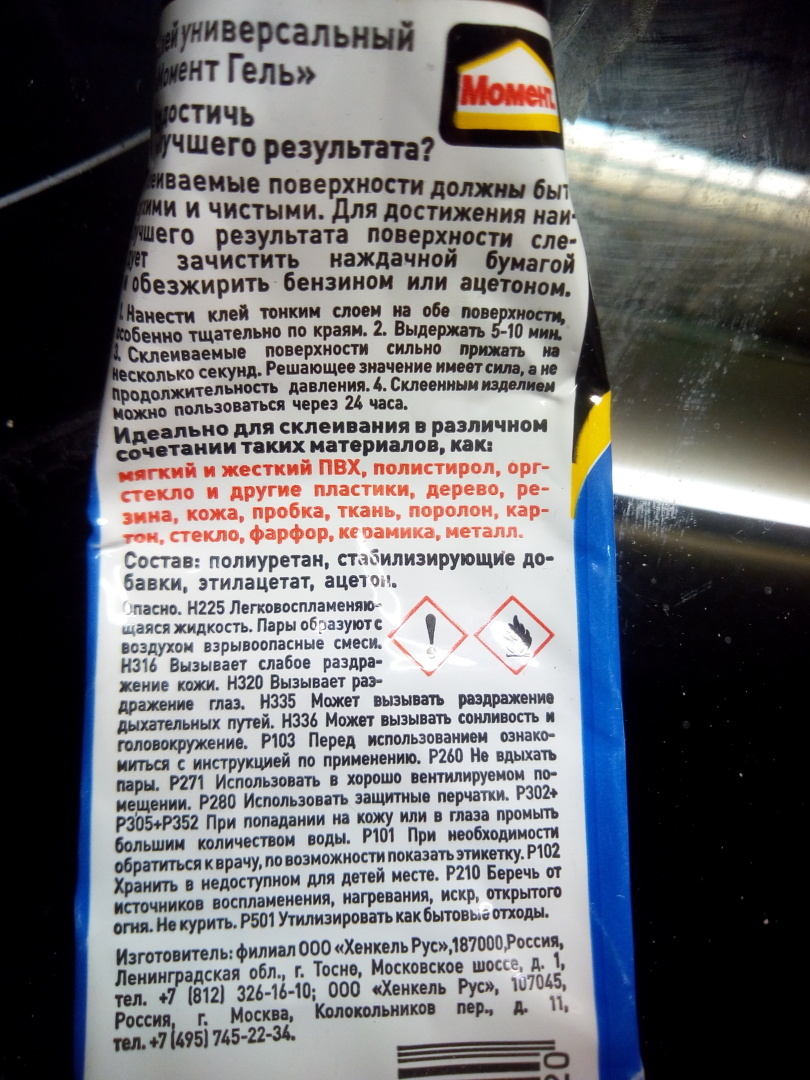 универсальный
Момент
Гель»
достичь
результата?
поверхности должны
и чистыми. Для достижения наи-
результата поверхности сле-
зачистить наждачной бумагой
обезжирить бензином или ацетоном.
Нанести клей тонким слоем на обе поверхности,
особенно тщательно по краям. 2. Выдержать 5-10 мин.
3. Склеиваемые поверхности сильно прижать на
несколько секунд. Решающее значение имеет сила, а не
продолжительность давления. 4. Склеенным изделием
можно пользоваться через 24 часа.
Идеально для склеивания в различном
сочетании таких материалов, как:
мягкий и жесткий ПВХ, полистирол, орг-
стекло и другие пластики, дерево, ре-
зина, кожа, пробка, ткань, поролон, кар-
тон, стекло, фарфор, керамика, металл.
Состав: полиуретан, стабилизирующие до-
бавки, этилацетат, ацетон.
Опасно. H225 Легковоспламеняю-
щаяся жидкость. Пары образуют с
воздухом взрывоопасные смеси.
H316 Вызывает слабое раздра-
жение кожи. H320 Вызывает раз-
дражение глаз. H335 Может вызывать раздражение
дыхательных путей. H336 Может вызывать сонливость и
головокружение. P103 Перед использованием ознако-
миться с инструкцией по применению. P260 Не вдыхать
пары. P271 Использовать в хорошо вентилируемом по-
мещении. P280 Использовать защитные перчатки. P302+
P305+P352 При попадании на кожу или в глаза промыть
большим количеством воды. P101 При необходимости
обратиться к врачу, по возможности показать этикетку. P102
Хранить в недоступном для детей месте. P210 Беречь от
источников воспламенения, нагревания, искр, открытого
огня. Не курить. P501 Утилизировать как бытовые отходы.
Изготовитель: филиал ООО «Хенкель Рус»,187000,Россия,
Ленинградская обл., г. Тосно, Московское шоссе, д. 1,
тел. +7 (812) 326-16-10; ООО «Хенкель Рус», 107045,
Россия, г. Москва, Колокольников пер., д. 11,
тел. +7 (495) 745-22-34.